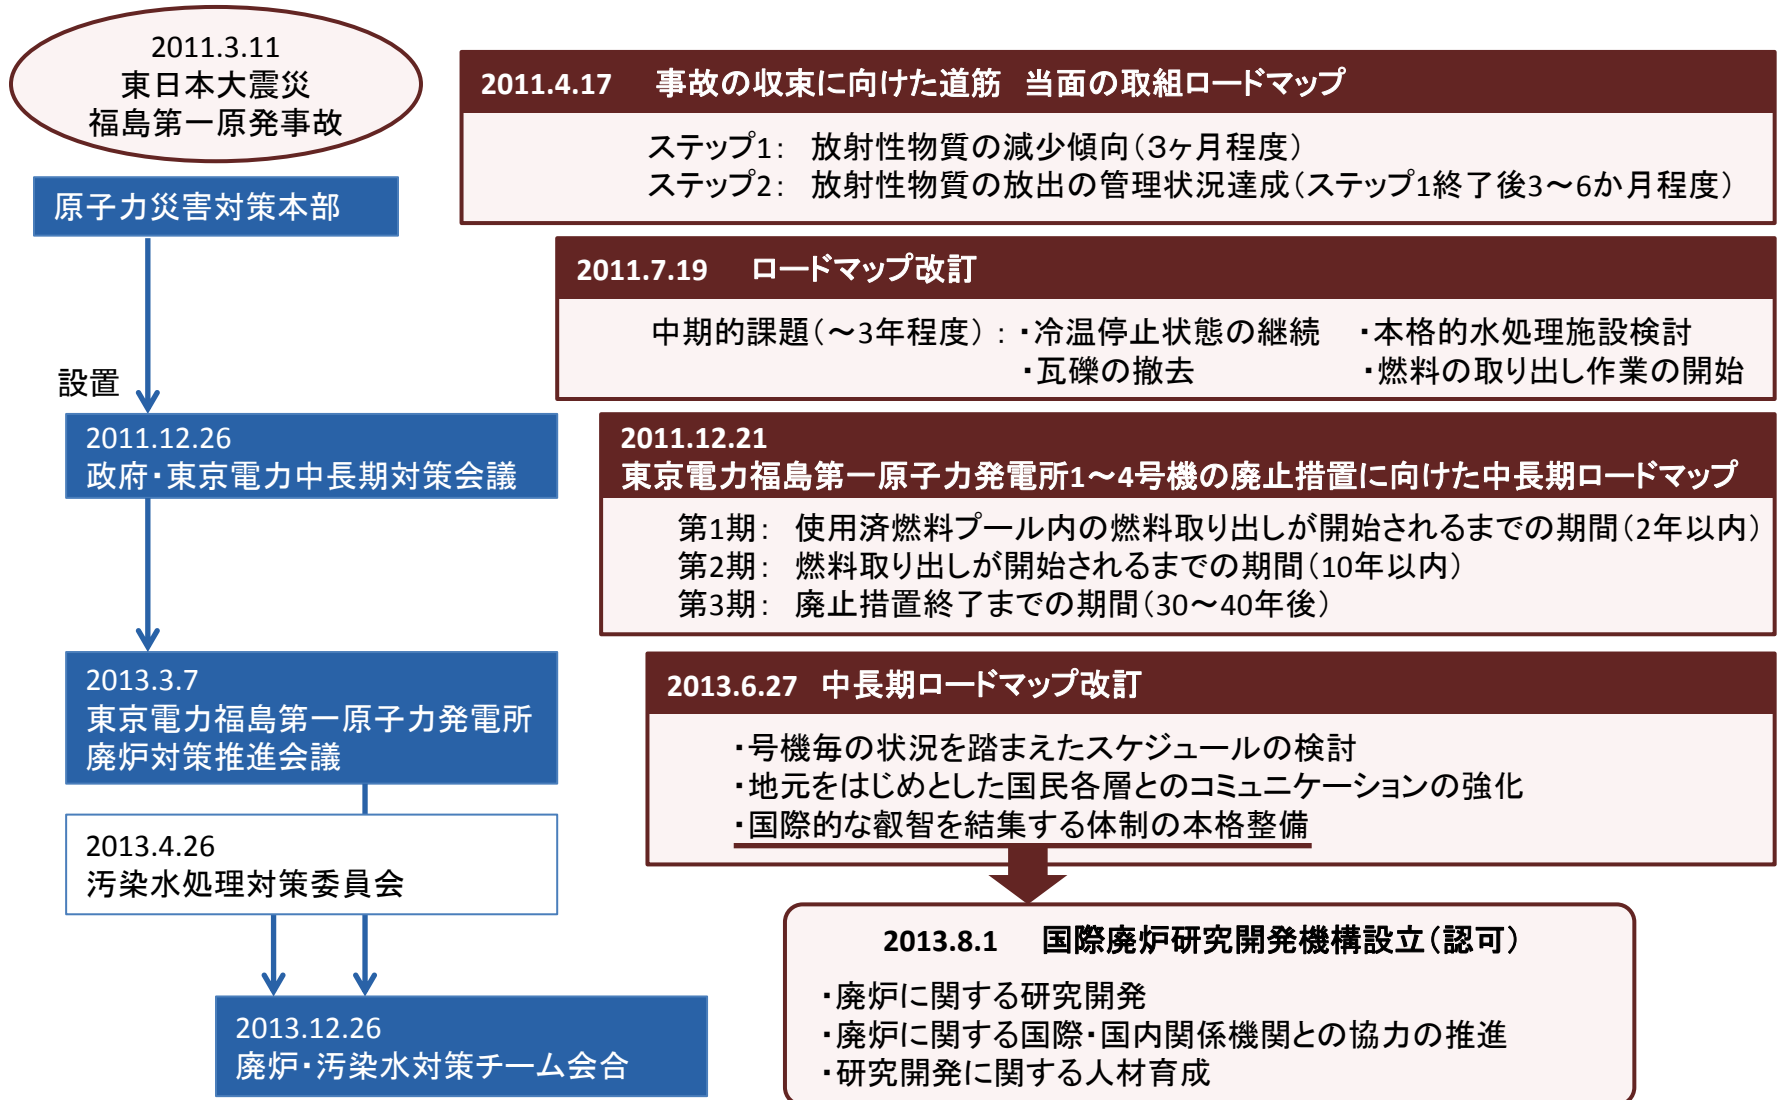 2011.3.11
東日本大震災
福島第一原発事故
原子力災害対策本部
設置
2011.12.26
政府・東京電力中長期対策会議
2013.3.7
東京電力福島第一原子力発電所
廃炉対策推進会議
2013.4.26
汚染水処理対策委員会
2013.12.26
廃炉・汚染水対策チーム会合
2011.4.17 事故の収束に向けた道筋 当面の取組ロードマップ
ステップ1: 放射性物質の減少傾向(3ヶ月程度)
ステップ2: 放射性物質の放出の管理状況達成(ステップ1終了後3～6か月程度)
2011.7.19 ロードマップ改訂
中期的課題(～3年程度): ・冷温停止状態の継続 ・本格的水処理施設検討
・瓦礫の撤去 ・燃料の取り出し作業の開始
2011.12.21
東京電力福島第一原子力発電所1～4号機の廃止措置に向けた中長期ロードマップ
第1期: 使用済燃料プール内の燃料取り出しが開始されるまでの期間(2年以内)
第2期: 燃料取り出しが開始されるまでの期間(10年以内)
第3期: 廃止措置終了までの期間(30～40年後)
2013.6.27 中長期ロードマップ改訂
・号機毎の状況を踏まえたスケジュールの検討
・地元をはじめとした国民各層とのコミュニケーションの強化
・国際的な叡智を結集する体制の本格整備
2013.8.1 国際廃炉研究開発機構設立(認可)
・廃炉に関する研究開発
・廃炉に関する国際・国内関係機関との協力の推進
・研究開発に関する人材育成